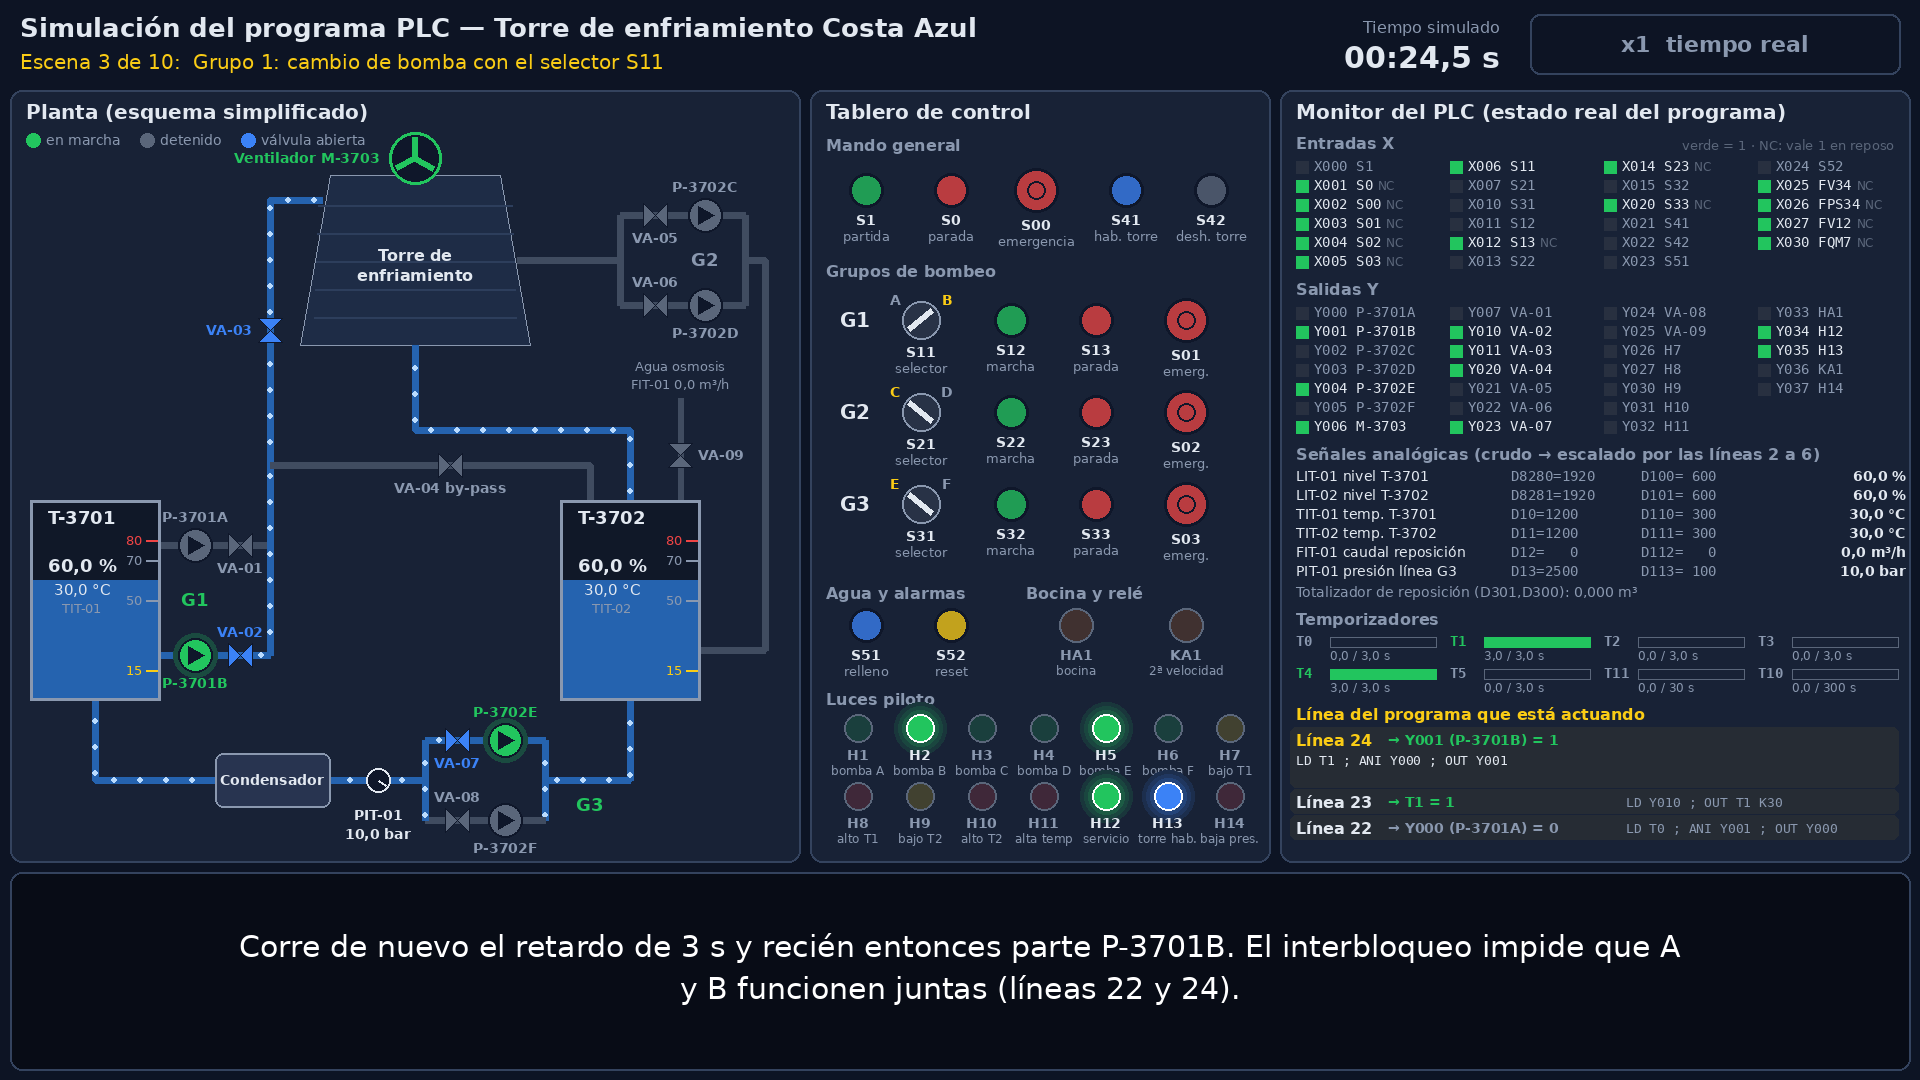 Simulación del programa PLC — Torre de enfriamiento Costa Azul
Escena 3 de 10:  Grupo 1: cambio de bomba con el selector S11
Tiempo simulado
00:24,5 s
x1  tiempo real
Planta (esquema simplificado)
en marcha
detenido
válvula abierta
Ventilador M-3703
Torre de
enfriamiento
P-3702C
VA-05
G2
VA-06
P-3702D
VA-03
Agua osmosis
FIT-01 0,0 m³/h
VA-09
VA-04 by-pass
T-3701
80
60,0 %
70
30,0 °C
TIT-01
50
15
P-3701A
VA-01
G1
VA-02
P-3701B
T-3702
80
60,0 %
70
30,0 °C
TIT-02
50
15
P-3702E
VA-07
Condensador
VA-08
G3
PIT-01
10,0 bar
P-3702F
Tablero de control
Mando general
S1
partida
S0
parada
S00
emergencia
S41
hab. torre
S42
desh. torre
Grupos de bombeo
G1
A
B
S11
selector
S12
marcha
S13
parada
S01
emerg.
G2
C
D
S21
selector
S22
marcha
S23
parada
S02
emerg.
G3
E
F
S31
selector
S32
marcha
S33
parada
S03
emerg.
Agua y alarmas
Bocina y relé
S51
relleno
S52
reset
HA1
bocina
KA1
2ª velocidad
Luces piloto
H1
bomba A
H2
bomba B
H3
bomba C
H4
bomba D
H5
bomba E
H6
bomba F
H7
bajo T1
H8
alto T1
H9
bajo T2
H10
alto T2
H11
alta temp
H12
servicio
H13
torre hab.
H14
baja pres.
Monitor del PLC (estado real del programa)
Entradas X
verde = 1 · NC: vale 1 en reposo
X000 S1
X006 S11
X014 S23 NC
X024 S52
X001 S0 NC
X007 S21
X015 S32
X025 FV34 NC
X002 S00 NC
X010 S31
X020 S33 NC
X026 FPS34 NC
X003 S01 NC
X011 S12
X021 S41
X027 FV12 NC
X004 S02 NC
X012 S13 NC
X022 S42
X030 FQM7 NC
X005 S03 NC
X013 S22
X023 S51
Salidas Y
Y000 P-3701A
Y007 VA-01
Y024 VA-08
Y033 HA1
Y001 P-3701B
Y010 VA-02
Y025 VA-09
Y034 H12
Y002 P-3702C
Y011 VA-03
Y026 H7
Y035 H13
Y003 P-3702D
Y020 VA-04
Y027 H8
Y036 KA1
Y004 P-3702E
Y021 VA-05
Y030 H9
Y037 H14
Y005 P-3702F
Y022 VA-06
Y031 H10
Y006 M-3703
Y023 VA-07
Y032 H11
Señales analógicas (crudo → escalado por las líneas 2 a 6)
LIT-01 nivel T-3701 D8280=1920 D100= 600 60,0 %
LIT-02 nivel T-3702 D8281=1920 D101= 600 60,0 %
TIT-01 temp. T-3701 D10=1200 D110= 300 30,0 °C
TIT-02 temp. T-3702 D11=1200 D111= 300 30,0 °C
FIT-01 caudal reposición D12=   0 D112=   0 0,0 m³/h
PIT-01 presión línea G3 D13=2500 D113= 100 10,0 bar
Totalizador de reposición (D301,D300): 0,000 m³
Temporizadores
T0
0,0 / 3,0 s
T1
3,0 / 3,0 s
T2
0,0 / 3,0 s
T3
0,0 / 3,0 s
T4
3,0 / 3,0 s
T5
0,0 / 3,0 s
T11
0,0 / 30 s
T10
0,0 / 300 s
Línea del programa que está actuando
Línea 24 → Y001 (P-3701B) = 1
LD T1 ; ANI Y000 ; OUT Y001
Línea 23 → T1 = 1 LD Y010 ; OUT T1 K30
Línea 22 → Y000 (P-3701A) = 0 LD T0 ; ANI Y001 ; OUT Y000
Corre de nuevo el retardo de 3 s y recién entonces parte P-3701B. El interbloqueo impide que A
y B funcionen juntas (líneas 22 y 24).